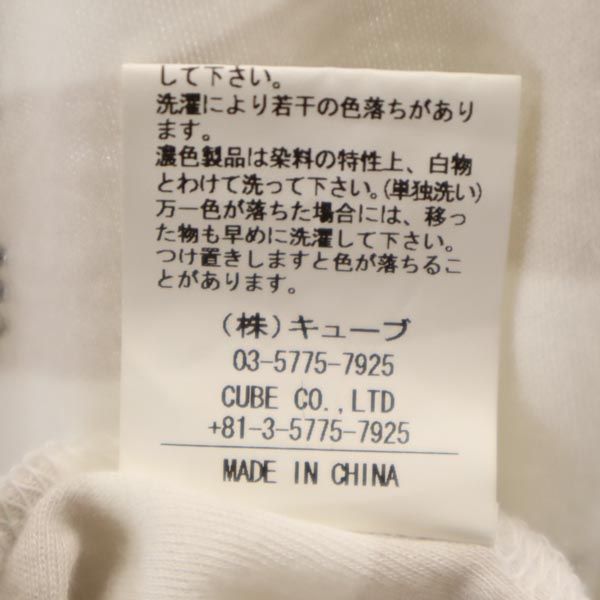 して下さい。
洗濯により若干の色落ちがあり
ます。
濃色製品は染料の特性上、白物
とわけて洗って下さい。(単独洗い)
万一色が落ちた場合には、移っ
た物も早めに洗濯して下さい。
つけ置きしますと色が落ちるこ
とがあります。
(株)キューブ
03-5775-7925
CUBE CO.,LTD
+81-3-5775-7925
MADE IN CHINA